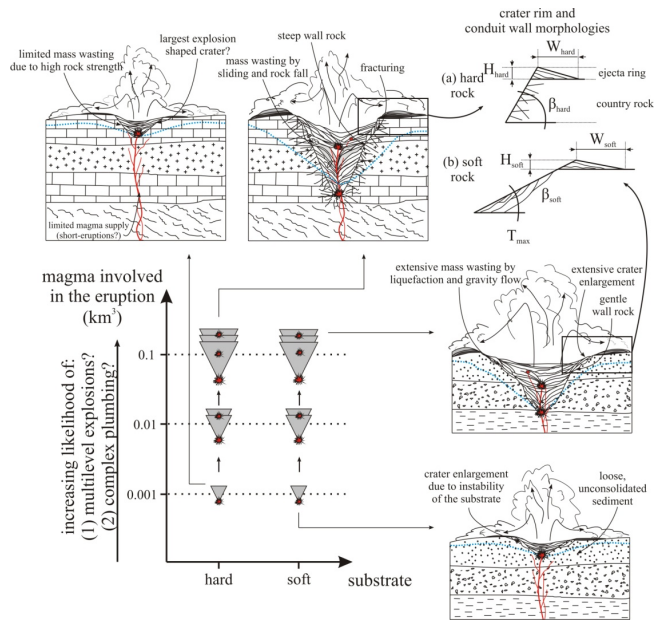 crater rim and
conduit wall morphologies
largest explosion
shaped crater?
steep wall rock
limited mass wasting
due to high rock strength
mass wasting by
sliding and rock fall
fracturing
(a) hard
rock
H hard
W hard
ejecta ring
β hard
country rock
(b) soft
rock
H soft
W soft
β soft
T max
limited magma supply
(short-eruptions?)
magma involved
in the eruption
(km³)
extensive mass wasting by
liquefaction and gravity flow
extensive crater
enlargement
gentle
wall rock
increasing likelihood of:
(1) multilevel explosions?
(2) complex plumbing?
0.1
0.01
0.001
crater enlargement
due to instability
of the substrate
loose,
unconsolidated
sediment
hard
soft
substrate